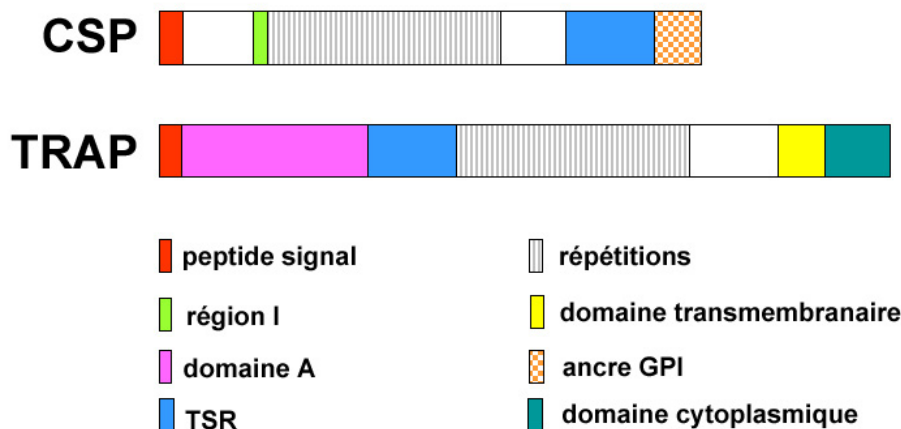 CSP
TRAP
peptide signal
région I
domaine A
TSR
répétitions
domaine transmembranaire
ancre GPI
domaine cytoplasmique